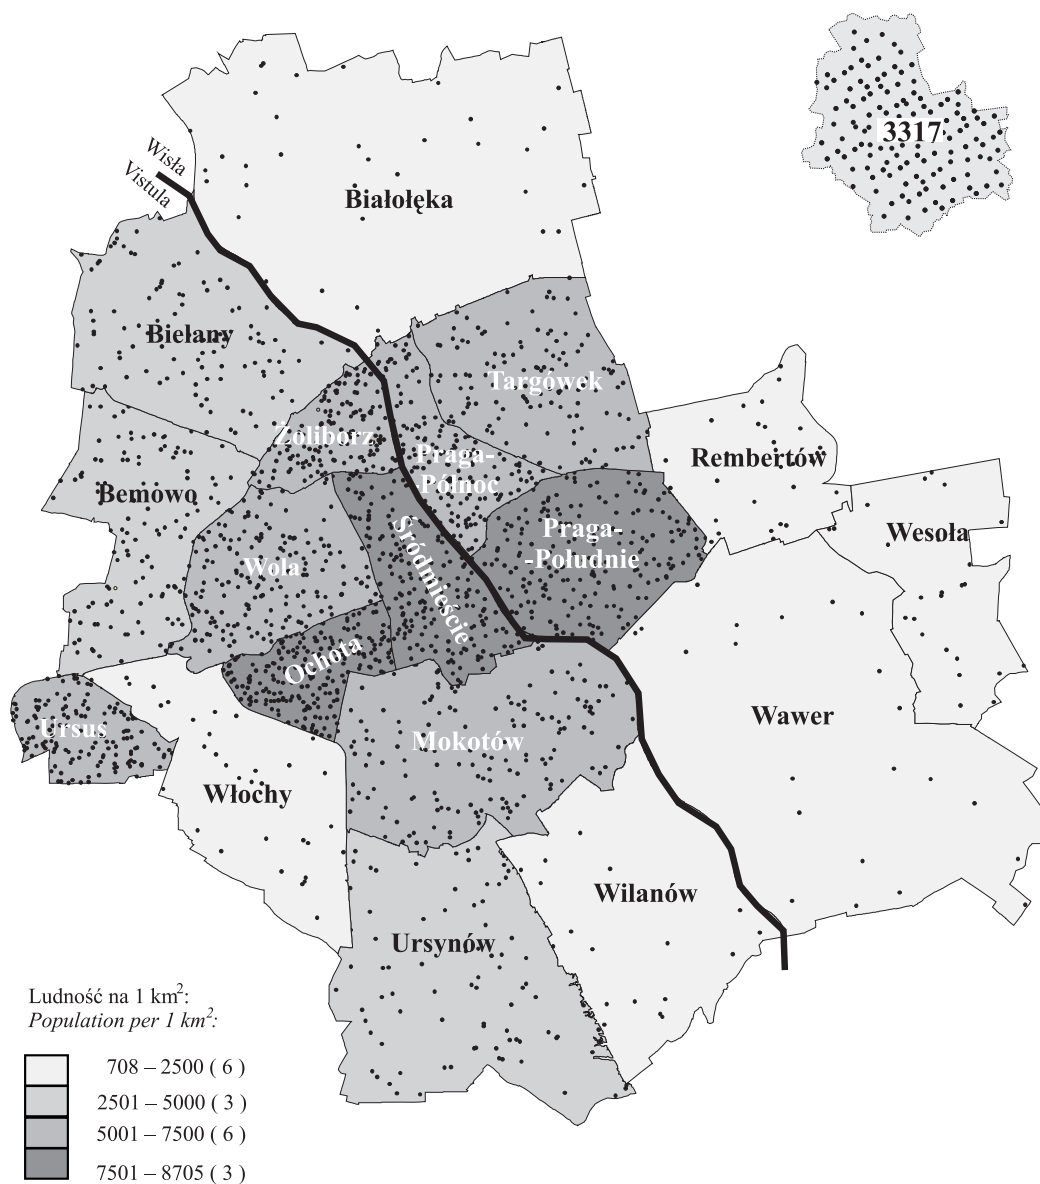 3317
Wisła
Vistula
Białołęka
Bielany
Targówek
Żoliborz
Praga-
Północ
Rembertów
Bemowo
Wesoła
Praga-
-Południe
Śródmieście
Wola
Ochota
Wawer
Ursus
Mokotów
Włochy
Wilanów
Ursynów
Ludność na 1 km²:
Population per 1 km²:
708 – 2500 ( 6 )
2501 – 5000 ( 3 )
5001 – 7500 ( 6 )
7501 – 8705 ( 3 )